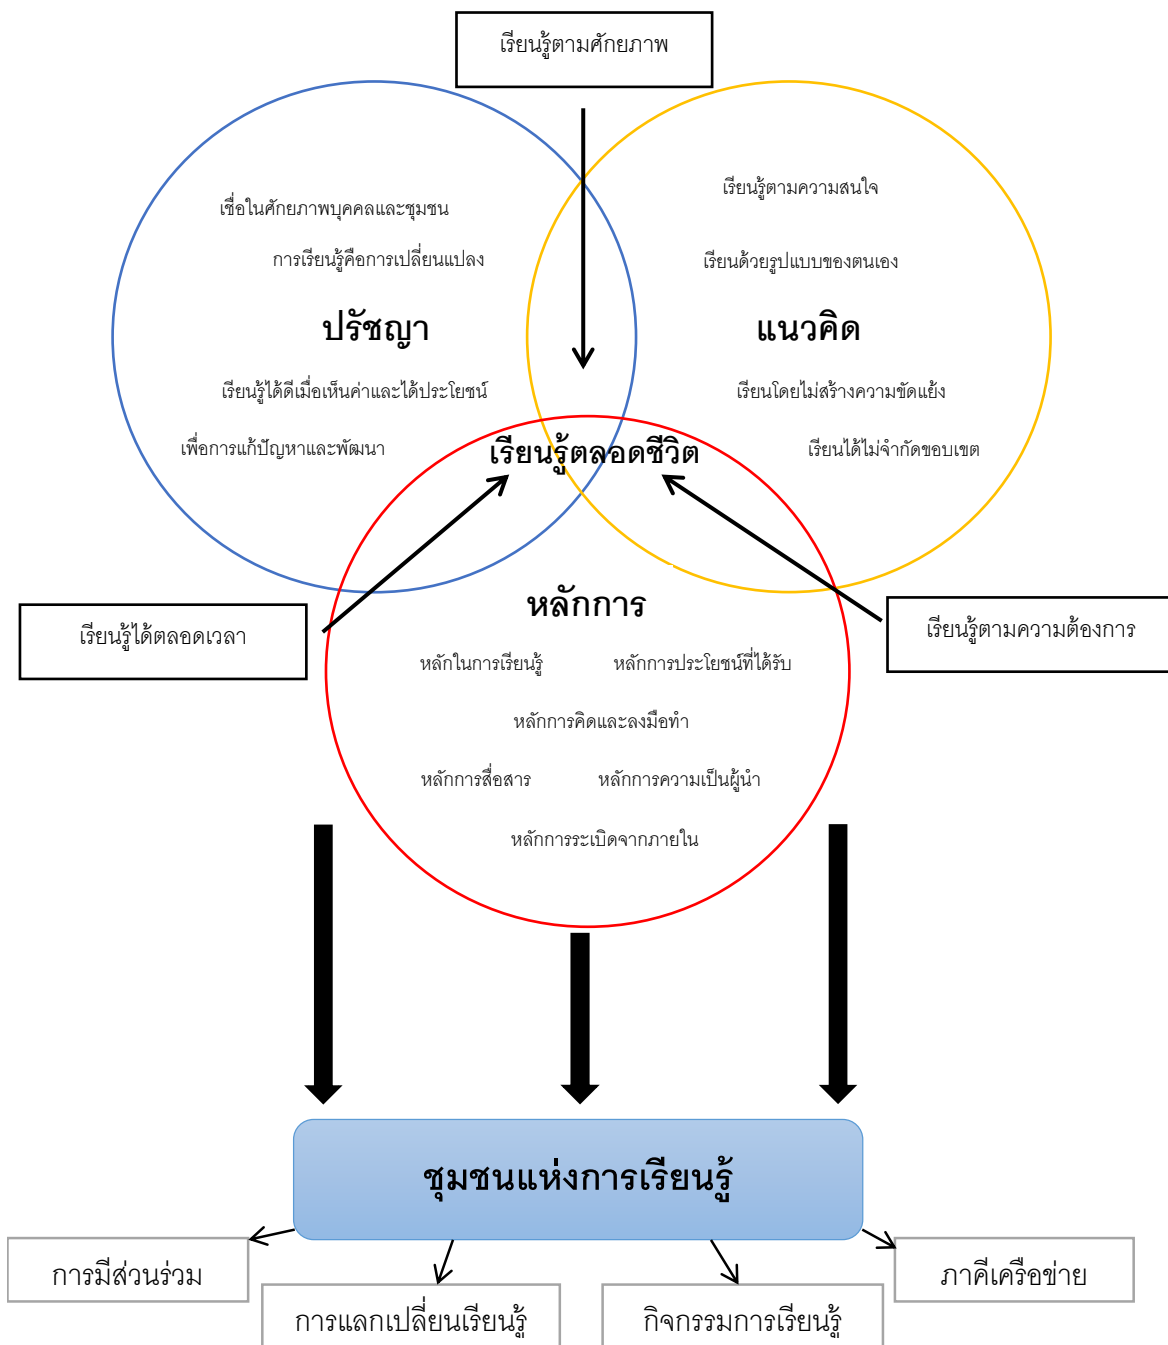 เรียนรู้ตามศักยภาพ
เรียนรู้ตามความสนใจ
เชื่อในศักยภาพบุคคลและชุมชน
การเรียนรู้คือการเปลี่ยนแปลง
เรียนด้วยรูปแบบของตนเอง
ปรัชญา
แนวคิด
เรียนรู้ได้ดีเมื่อเห็นค่าและได้ประโยชน์
เรียนโดยไม่สร้างความขัดแย้ง
เพื่อการแก้ปัญหาและพัฒนา
เรียนรู้ตลอดชีวิต
เรียนได้ไม่จำกัดขอบเขต
หลักการ
เรียนรู้ได้ตลอดเวลา
เรียนรู้ตามความต้องการ
หลักในการเรียนรู้
หลักการประโยชน์ที่ได้รับ
หลักการคิดและลงมือทำ
หลักการสื่อสาร
หลักการความเป็นผู้นำ
หลักการระเบิดจากภายใน
ชุมชนแห่งการเรียนรู้
การมีส่วนร่วม
ภาคีเครือข่าย
การแลกเปลี่ยนเรียนรู้
กิจกรรมการเรียนรู้